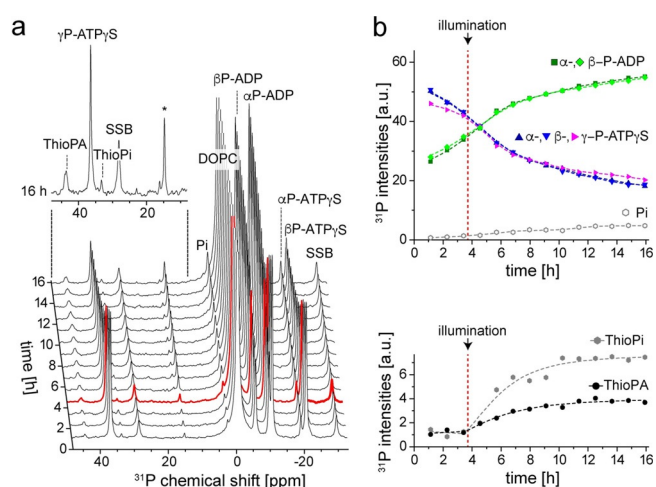 a
γP-ATPγS
ThioPA
ThioPi
SSB
*
16 h
40
20
βP-ADP
αP-ADP
DOPC
Pi
αP-ATPγS
βP-ATPγS
SSB
time [h]
16
14
12
10
8
6
4
2
0
40
20
0
-20
³¹P chemical shift [ppm]
b
illumination
³¹P intensities [a.u.]
60
40
20
0
α-,β–P-ADP
α-,β-,γ–P-ATPγS
Pi
0 2 4 6 8 10 12 14 16
time [h]
illumination
³¹P intensities [a.u.]
6
4
2
0
ThioPi
ThioPA
0 2 4 6 8 10 12 14 16
time [h]